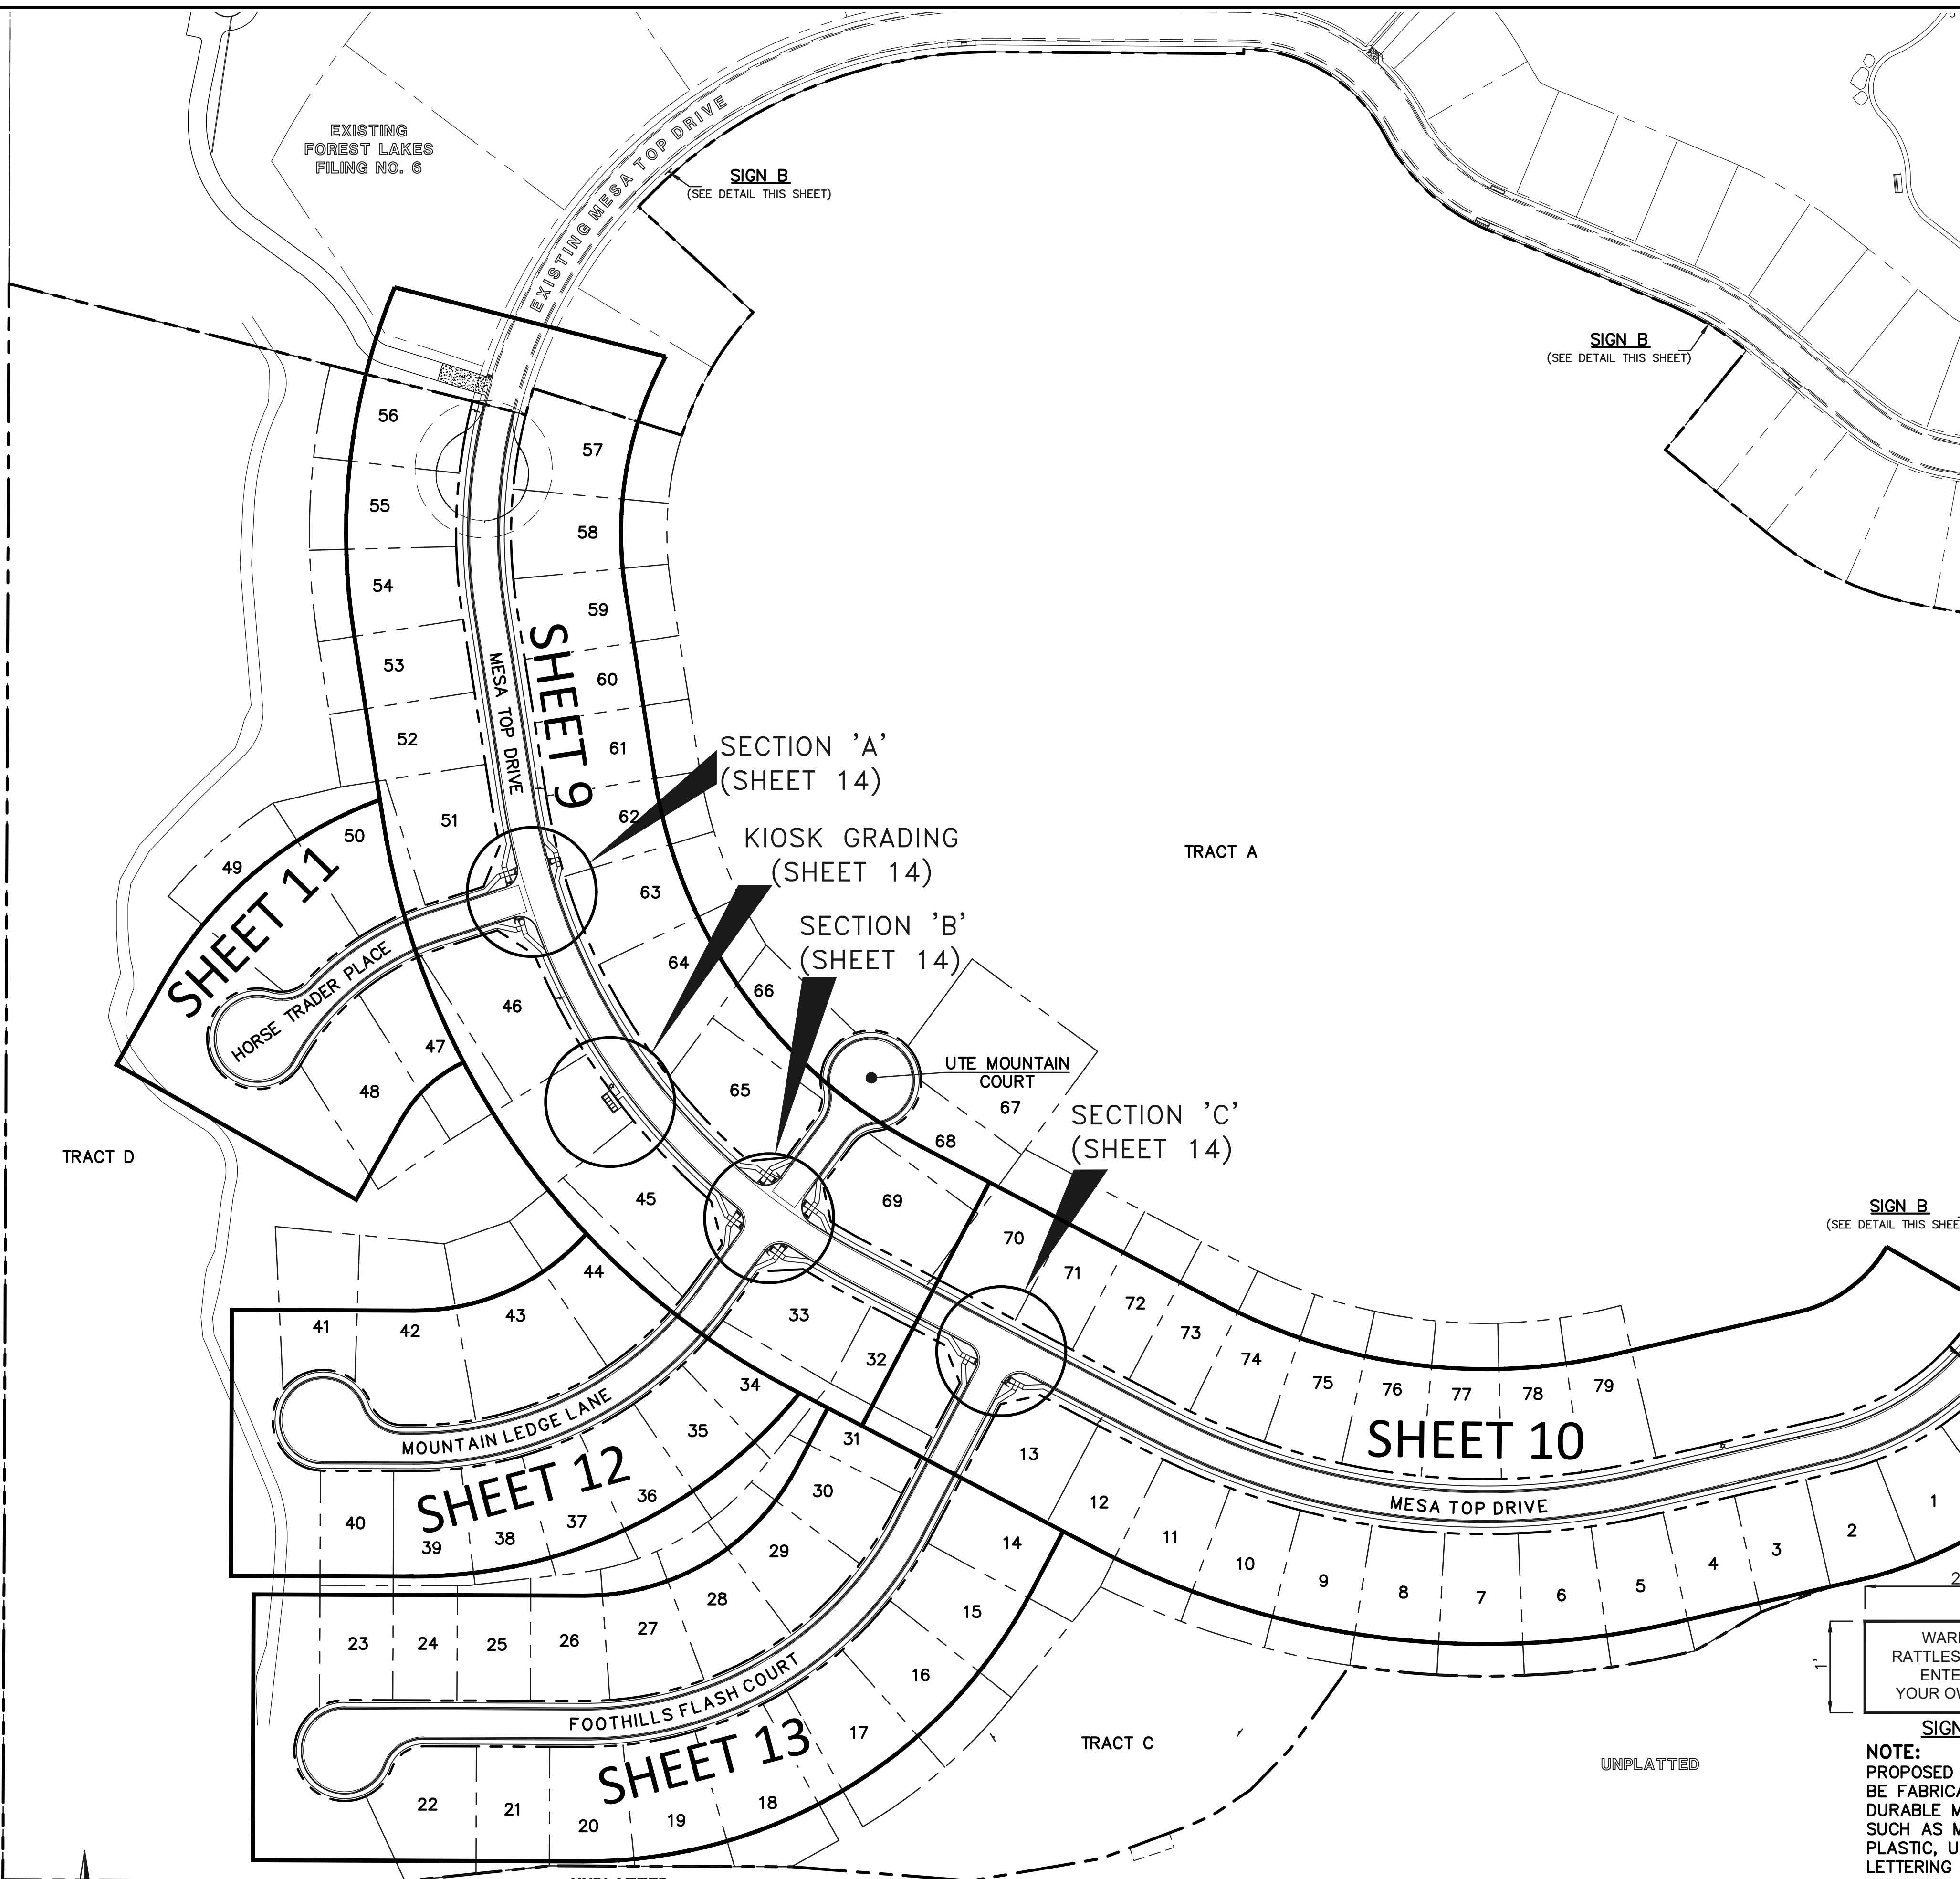 EXISTING
FOREST LAKES
FILING NO. 6
EXISTING MESA TOP DRIVE
SIGN B
(SEE DETAIL THIS SHEET)
SIGN B
(SEE DETAIL THIS SHEET)
56
57
55
58
54
59
53
60
52
61
51
62
50
49
63
64
66
46
47
48
65
67
68
45
69
44
43
42
41
70
71
72
73
74
75
76
77
78
79
33
32
34
35
36
37
38
39
40
31
30
29
28
27
26
25
24
23
13
14
15
16
17
18
19
20
21
22
12
11
10
9
8
7
6
5
4
3
2
1
MESA TOP DRIVE
SHEET 9
SECTION 'A'
(SHEET 14)
KIOSK GRADING
(SHEET 14)
SECTION 'B'
(SHEET 14)
SHEET 11
HORSE TRADER PLACE
UTE MOUNTAIN
COURT
SECTION 'C'
(SHEET 14)
TRACT A
TRACT D
SIGN B
(SEE DETAIL THIS SHEE
MOUNTAIN LEDGE LANE
SHEET 12
SHEET 10
MESA TOP DRIVE
FOOTHILLS FLASH COURT
SHEET 13
TRACT C
UNPLATTED
UNPLATTED
2
1'
WAR
RATTLES
ENTE
YOUR OW
SIGN
NOTE:
PROPOSED
BE FABRICA
DURABLE M
SUCH AS M
PLASTIC, U
LETTERING